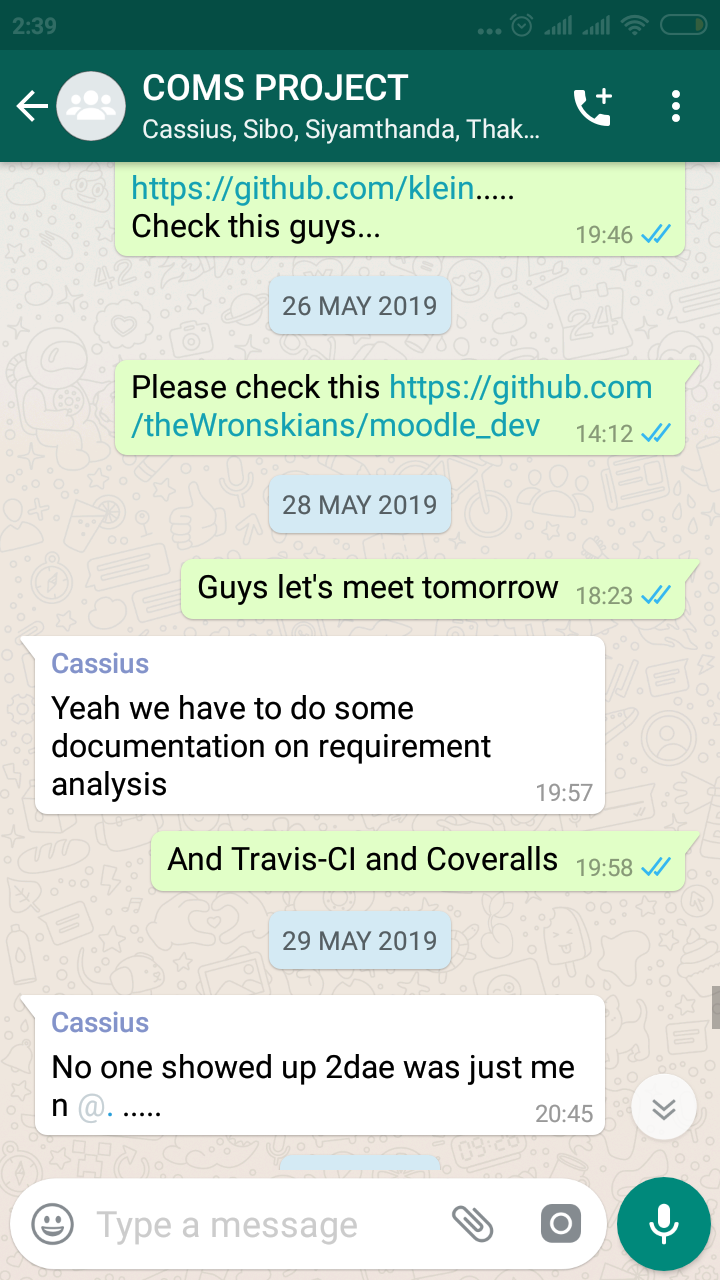 2:39
COMS PROJECT
Cassius, Sibo, Siyamthanda, Thak...
https://github.com/klein.....
Check this guys...
19:46
26 MAY 2019
Please check this https://github.com
/theWronskians/moodle_dev
14:12
28 MAY 2019
Guys let's meet tomorrow
18:23
Cassius
Yeah we have to do some
documentation on requirement
analysis
19:57
And Travis-CI and Coveralls
19:58
29 MAY 2019
Cassius
No one showed up 2dae was just me
n @. .....
20:45
Type a message